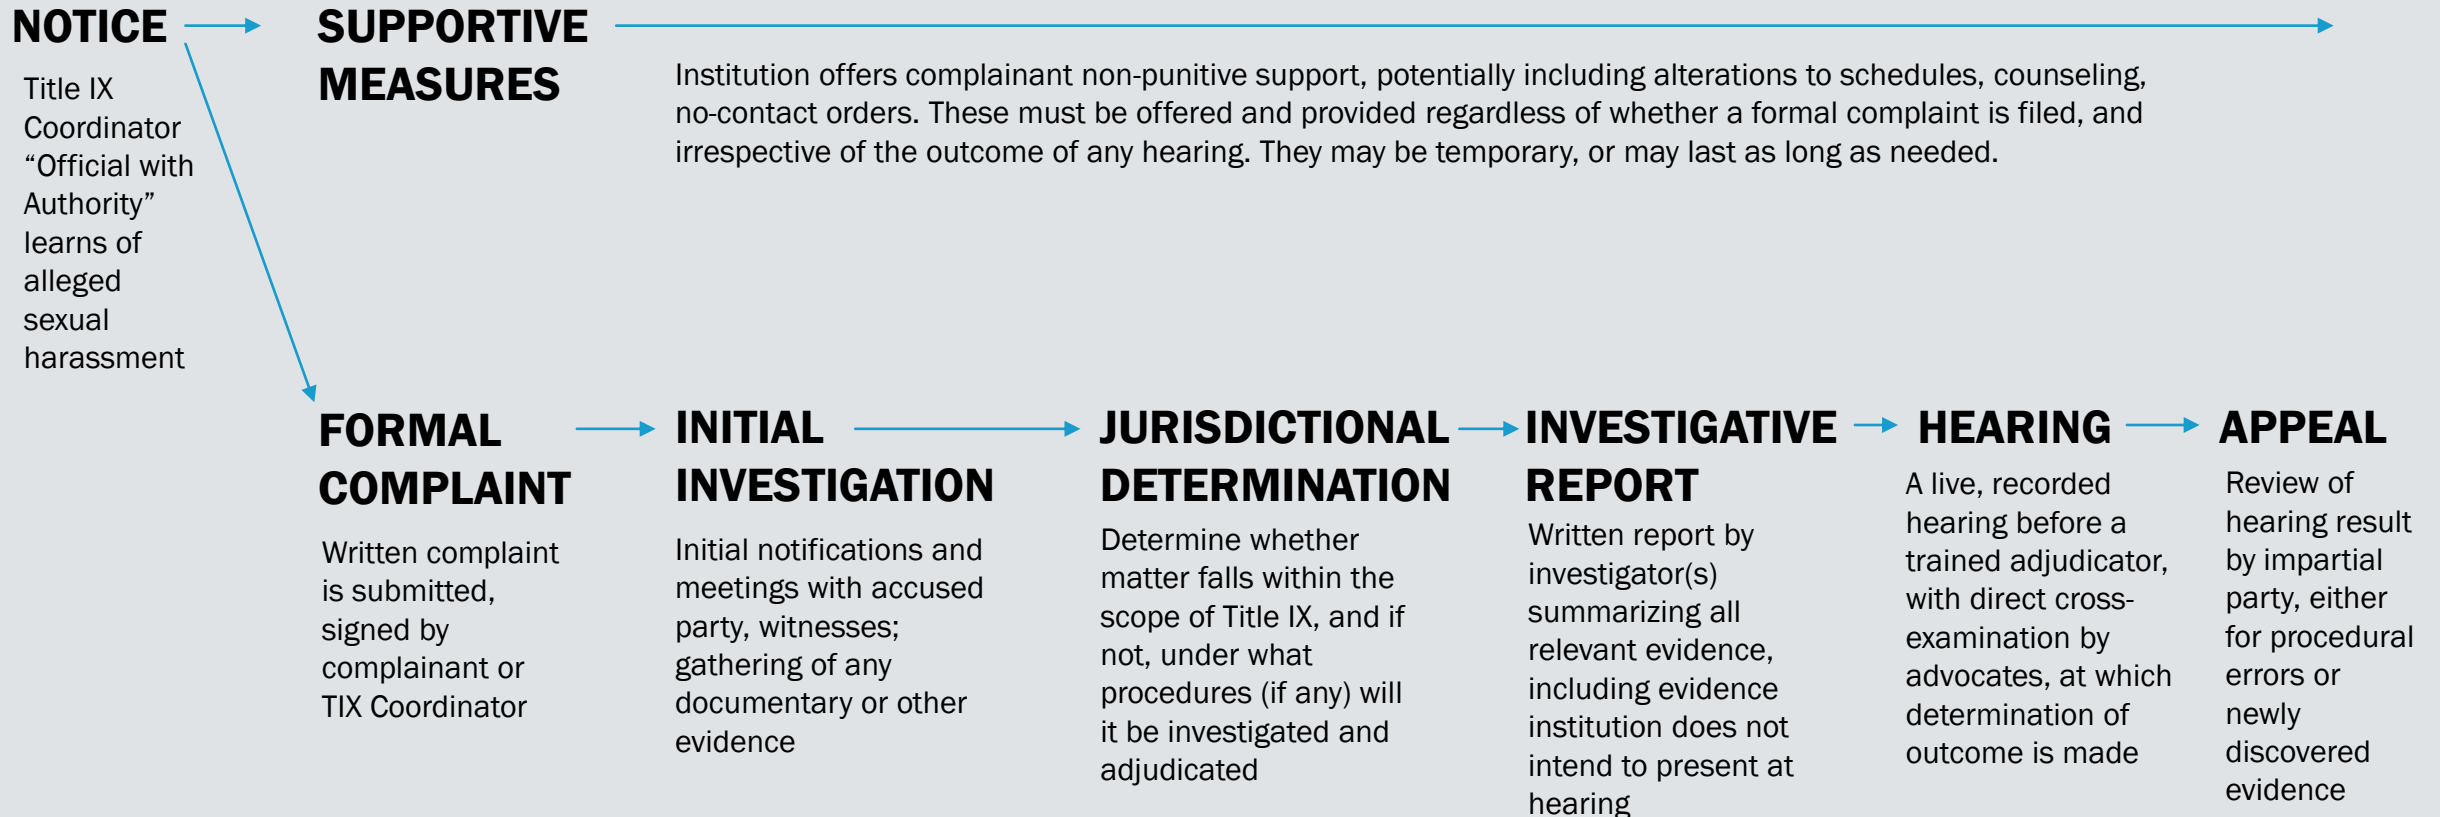 NOTICE
Title IX
Coordinator
“Official with
Authority”
learns of
alleged
sexual
harassment
SUPPORTIVE
MEASURES
Institution offers complainant non-punitive support, potentially including alterations to schedules, counseling,
no-contact orders. These must be offered and provided regardless of whether a formal complaint is filed, and
irrespective of the outcome of any hearing. They may be temporary, or may last as long as needed.
FORMAL
COMPLAINT
Written complaint
is submitted,
signed by
complainant or
TIX Coordinator
INITIAL
INVESTIGATION
Initial notifications and
meetings with accused
party, witnesses;
gathering of any
documentary or other
evidence
JURISDICTIONAL
DETERMINATION
Determine whether
matter falls within the
scope of Title IX, and if
not, under what
procedures (if any) will
it be investigated and
adjudicated
INVESTIGATIVE
REPORT
Written report by
investigator(s)
summarizing all
relevant evidence,
including evidence
institution does not
intend to present at
hearing
HEARING
A live, recorded
hearing before a
trained adjudicator,
with direct cross-
examination by
advocates, at which
determination of
outcome is made
APPEAL
Review of
hearing result
by impartial
party, either
for procedural
errors or
newly
discovered
evidence